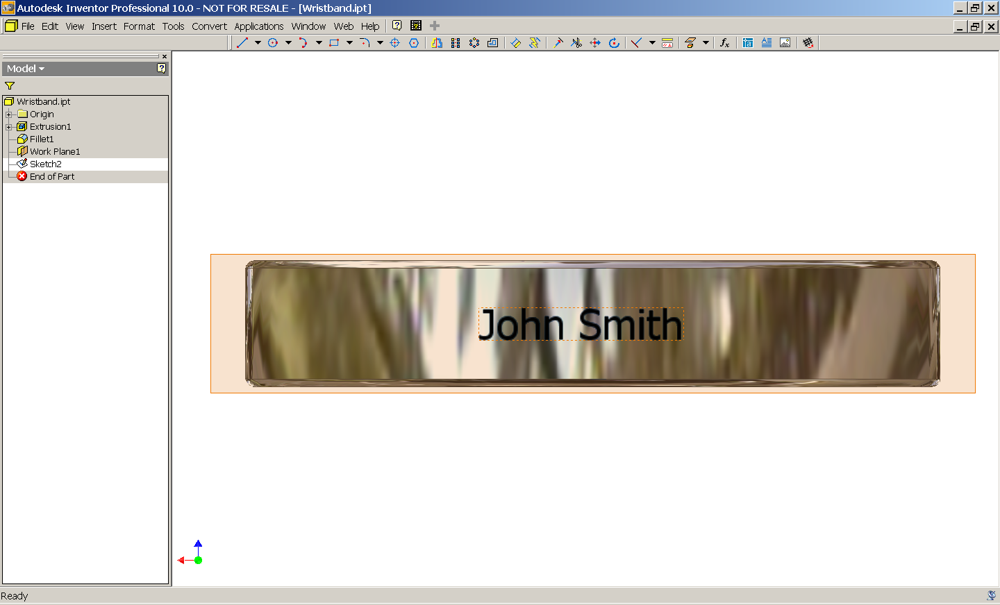 Autodesk Inventor Professional 10.0 - NOT FOR RESALE - [Wristband.ipt]
File Edit View Insert Format Tools Convert Applications Window Web Help
fx
Model
Wristband.ipt
Origin
Extrusion1
Fillet1
Work Plane1
Sketch2
End of Part
John Smith
Ready